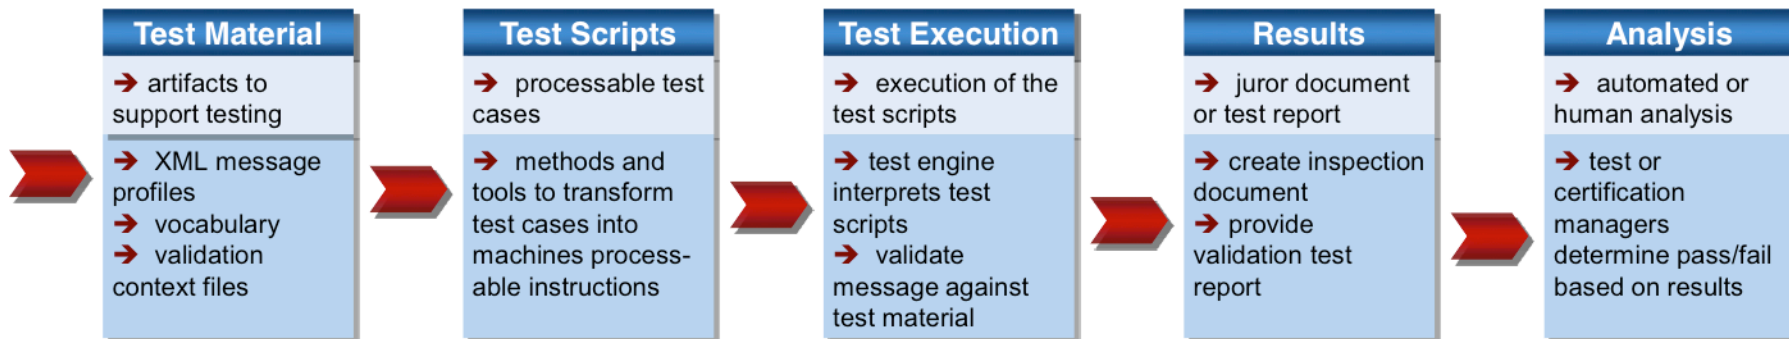 Test Material
➔ artifacts to
support testing
➔ XML message
profiles
➔ vocabulary
➔ validation
context files
Test Scripts
➔ processable test
cases
➔ methods and
tools to transform
test cases into
machines process-
able instructions
Test Execution
➔ execution of the
test scripts
➔ test engine
interprets test
scripts
➔ validate
message against
test material
Results
➔ juror document
or test report
➔ create inspection
document
➔ provide
validation test
report
Analysis
➔ automated or
human analysis
➔ test or
certification
managers
determine pass/fail
based on results